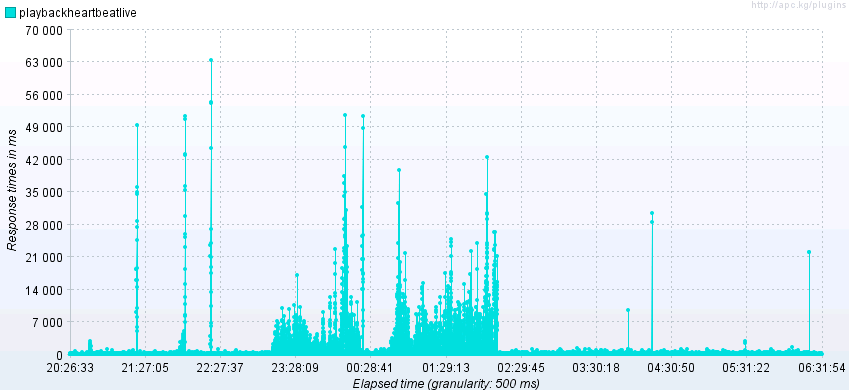 http://apc.kg/plugins
playbackheartbeatlive
70 000
63 000
56 000
49 000
42 000
35 000
28 000
21 000
14 000
7 000
0
Response times in ms
20:26:33 21:27:05 22:27:37 23:28:09 00:28:41 01:29:13 02:29:45 03:30:18 04:30:50 05:31:22 06:31:54
Elapsed time (granularity: 500 ms)